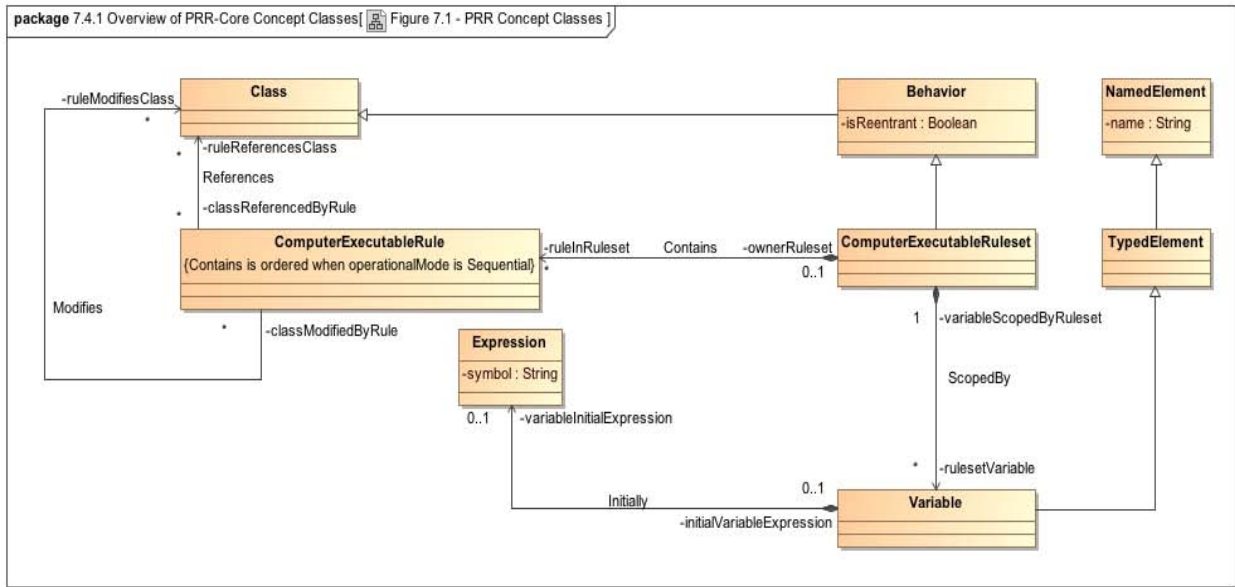 package 7.4.1 Overview of PRR-Core Concept Classes[ Figure 7.1 - PRR Concept Classes ]
Class
Behavior
-isReentrant : Boolean
NamedElement
-name : String
-ruleModifiesClass
*
-ruleReferencesClass
*
References
-classReferencedByRule
*
ComputerExecutableRule
{Contains is ordered when operationalMode is Sequential}
-ruleInRuleset
*
Contains
-ownerRuleset
0..1
ComputerExecutableRuleset
TypedElement
Modifies
*
-classModifiedByRule
1
-variableScopedByRuleset
Expression
-symbol : String
ScopedBy
0..1
-variableInitialExpression
*
-rulesetVariable
Initially
0..1
-initialVariableExpression
Variable